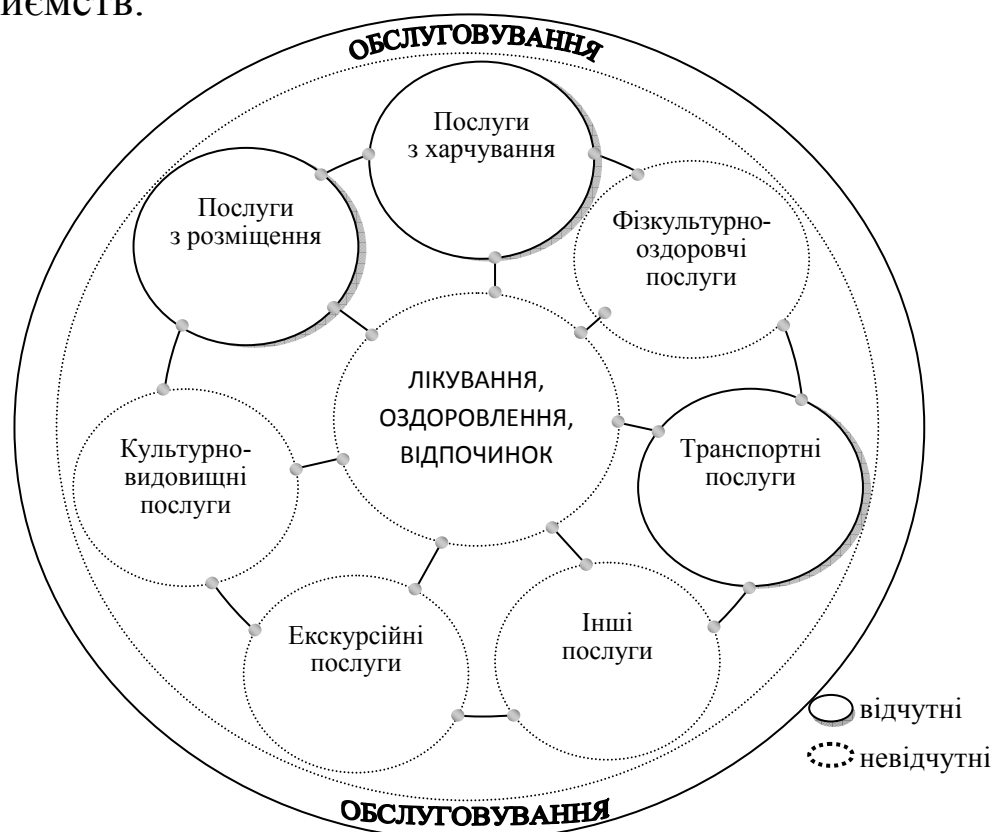 иємств.
ОБСЛУГОВУВАННЯ
Послуги
з харчування
Послуги
з розміщення
Фізкультурно-
оздоровчі
послуги
ЛІКУВАННЯ,
ОЗДОРОВЛЕННЯ,
ВІДПОЧИНОК
Культурно-
видовищні
послуги
Транспортні
послуги
Екскурсійні
послуги
Інші
послуги
відчутні
невідчутні
ОБСЛУГОВУВАННЯ